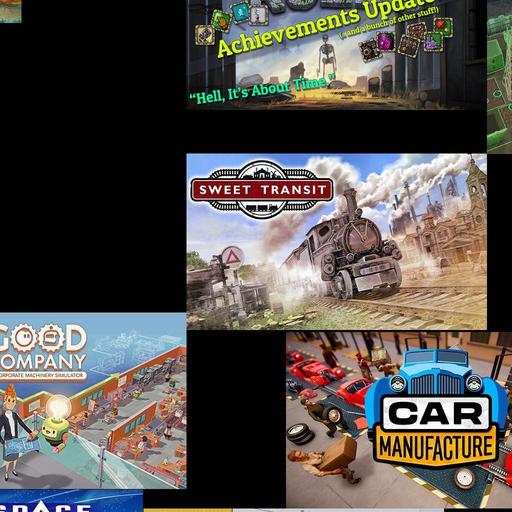 Achievements Update
(..and a bunch of other stuff!)
"Hell, It's About Time."
SWEET TRANSIT
GOOD
COMPANY
CORPORATE MACHINERY SIMULATOR
CAR
MANUFACTURE
SPACE